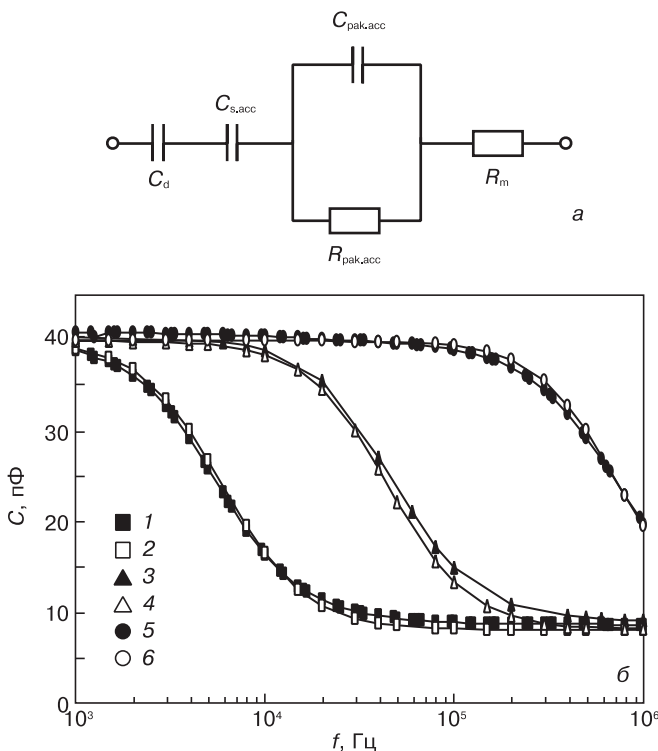 C_pak.acc
C_s.acc
C_d
R_m
R_pak.acc
а
C, пФ
40
30
20
10
0
1
2
3
4
5
6
б
10³ 10⁴ 10⁵ 10⁶
f, Гц